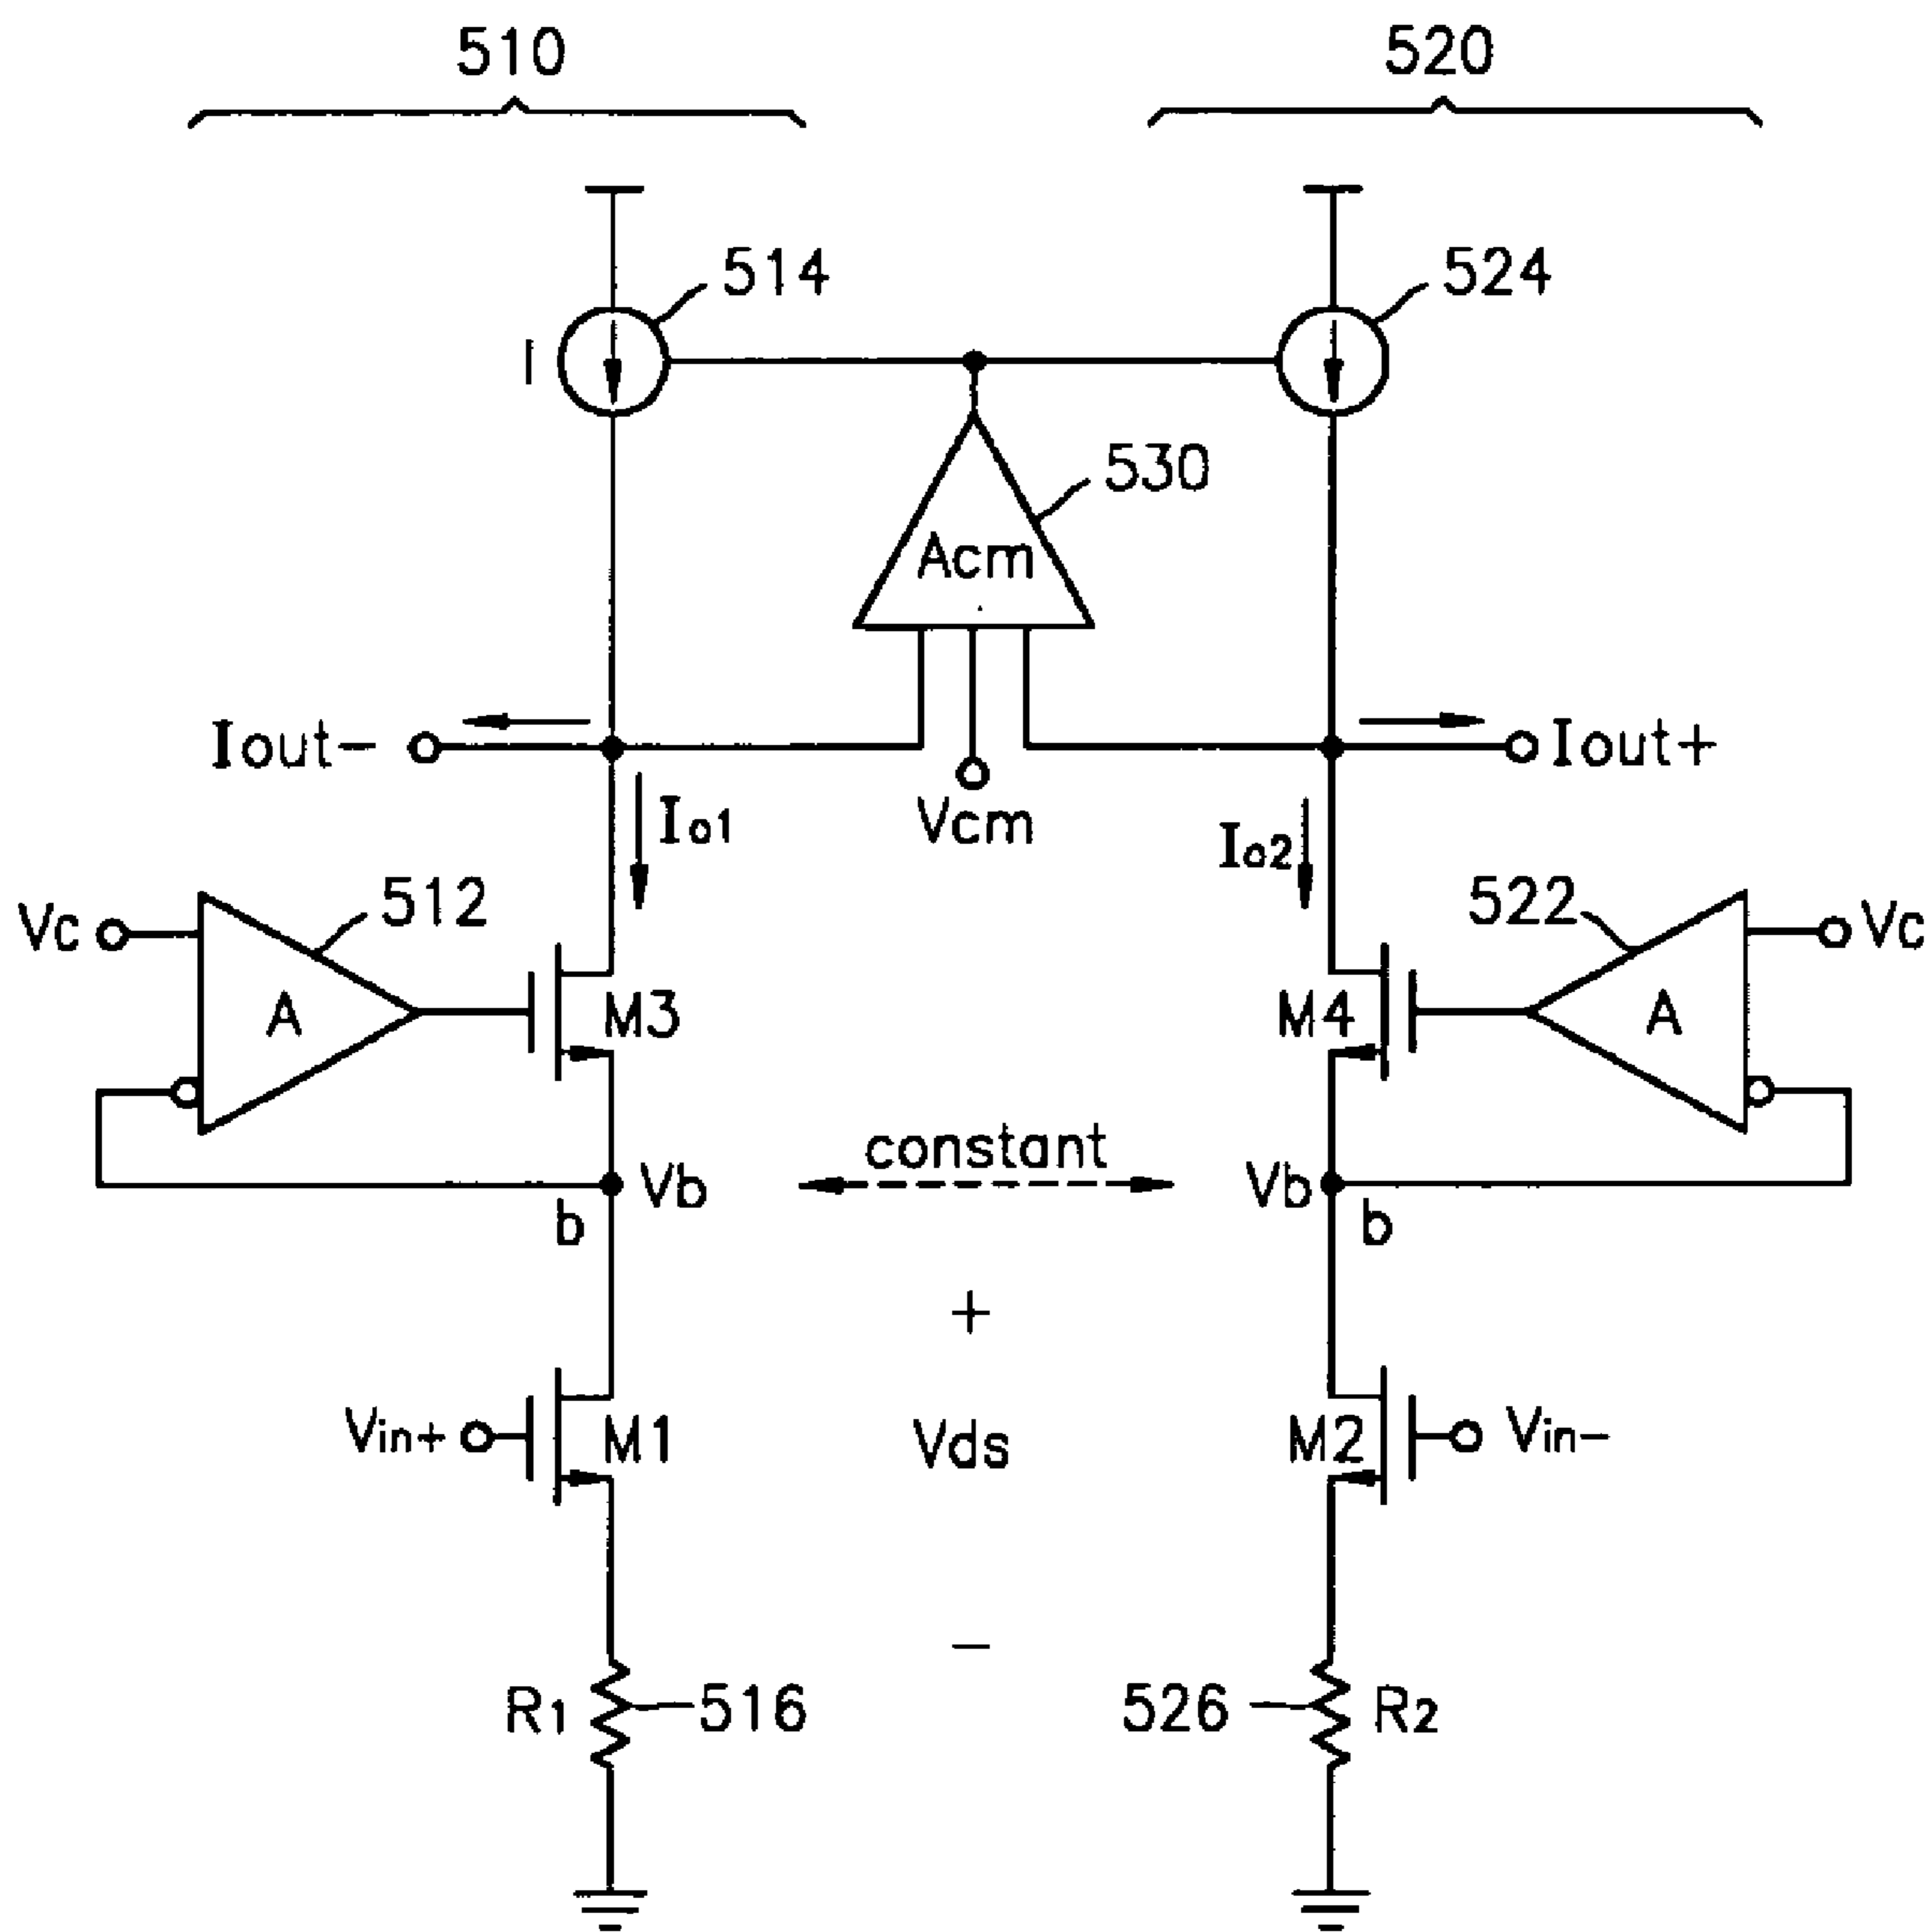 510 520
514 524
I
530
Acm
Iout- Iout+
Io1 Vcm Io2
512 522
Vc Vc
A M3 M4 A
constant
Vb Vb
b b
+
Vin+ M1 Vds M2 Vin-
-
R1 516 526 R2